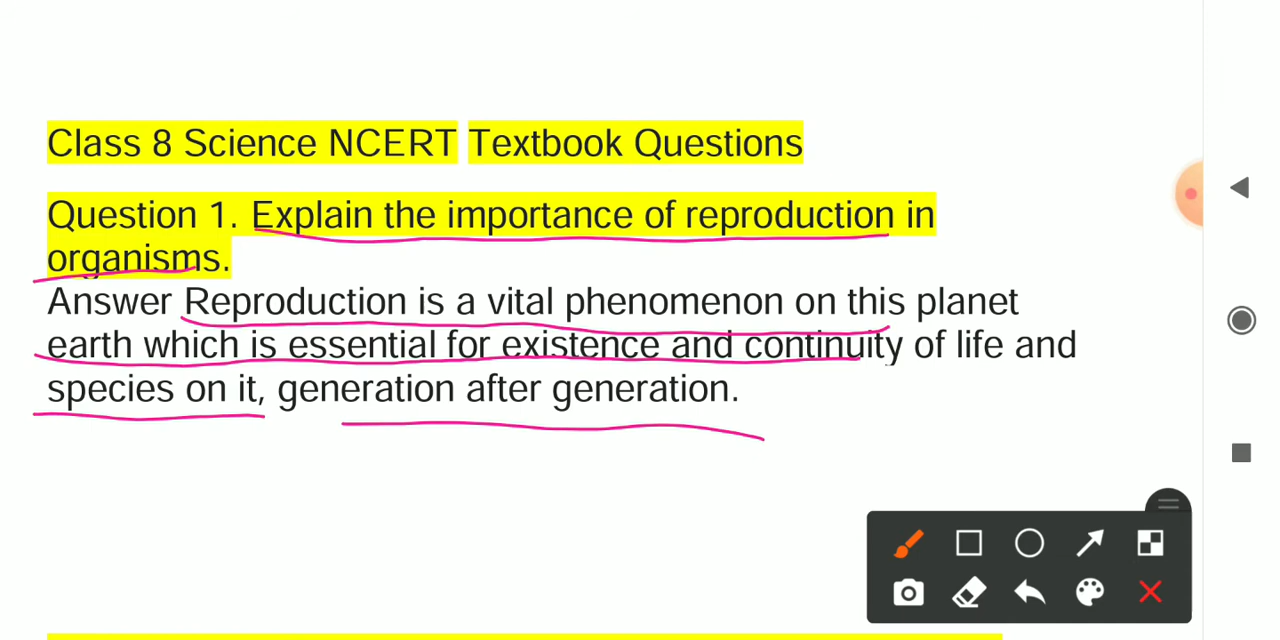 Class 8 Science NCERT Textbook Questions
Question 1. Explain the importance of reproduction in
organisms.
Answer Reproduction is a vital phenomenon on this planet
earth which is essential for existence and continuity of life and
species on it, generation after generation.